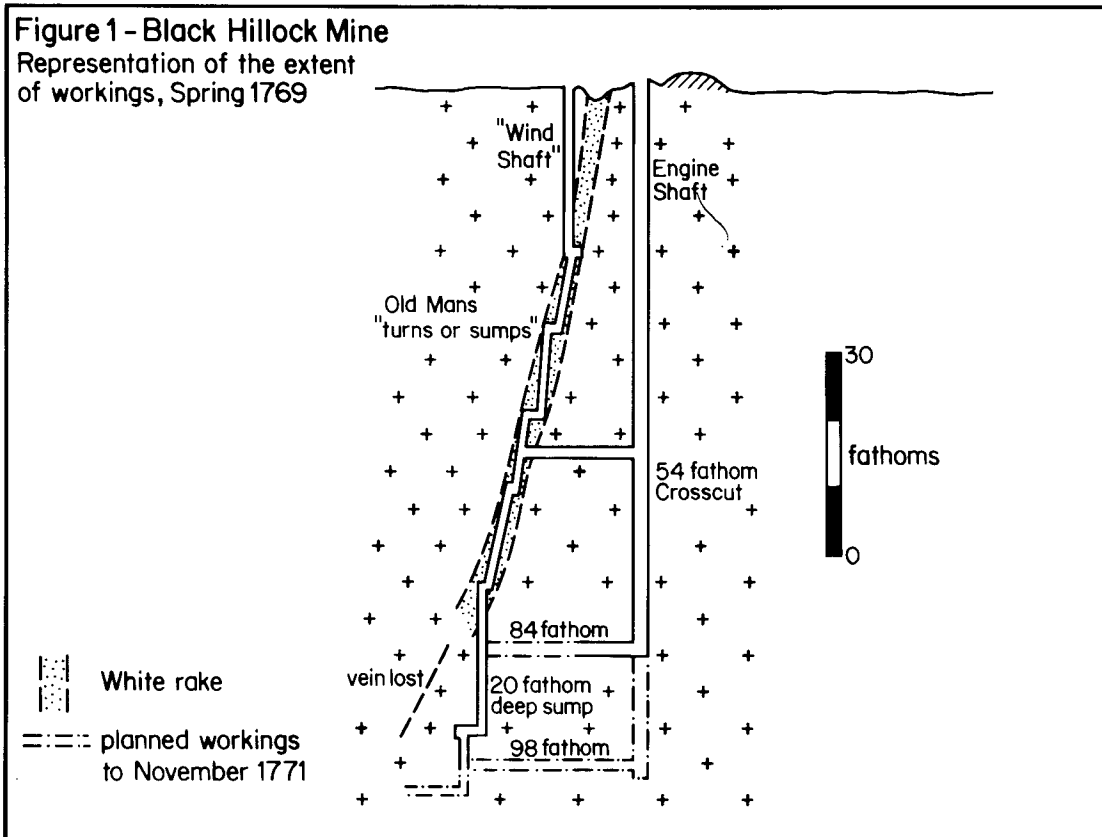 Figure 1 - Black Hillock Mine
Representation of the extent
of workings, Spring 1769
"Wind
Shaft"
Engine
Shaft
Old Mans
"turns or sumps"
30
fathoms
0
54 fathom
Crosscut
84 fathom
vein lost
20 fathom
deep sump
98 fathom
White rake
planned workings
to November 1771